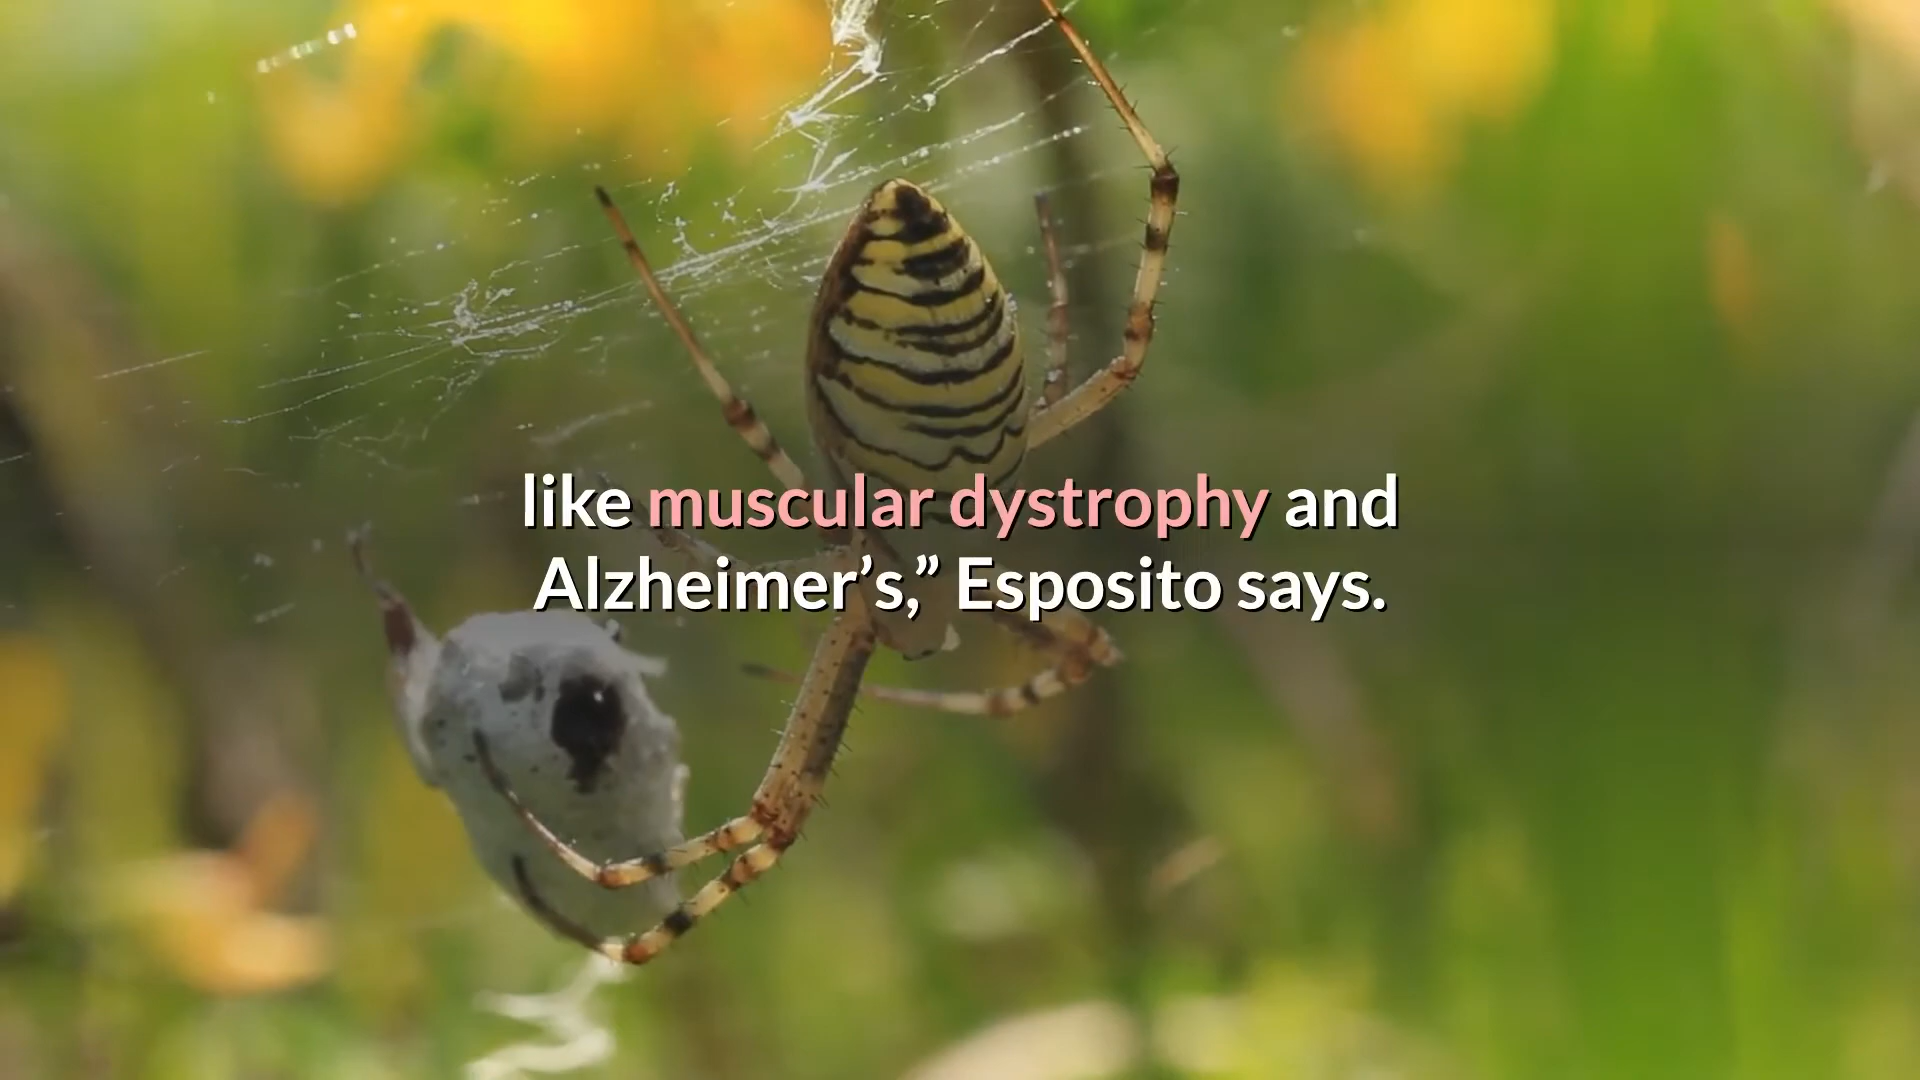 like muscular dystrophy and
Alzheimer’s,” Esposito says.